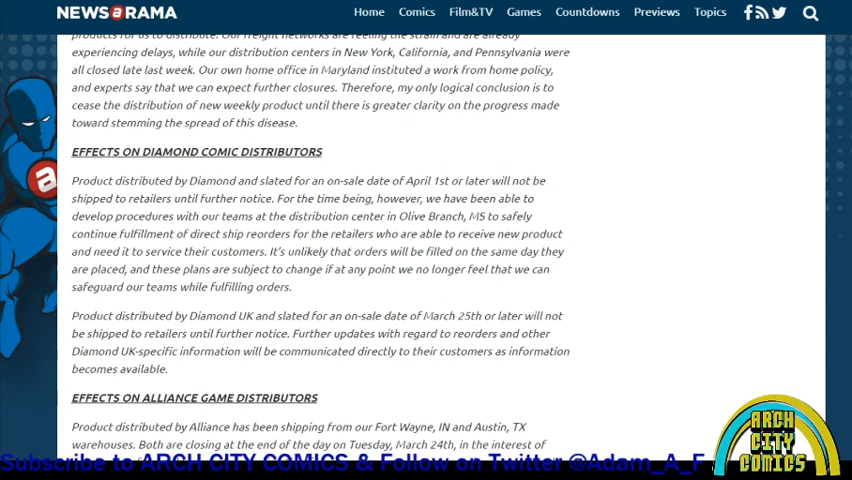 NEWSaRAMA
Home Comics Film&TV Games Countdowns Previews Topics
products for us to distribute. Our freight networks are feeling the strain and are already
experiencing delays, while our distribution centers in New York, California, and Pennsylvania were
all closed late last week. Our own home office in Maryland instituted a work from home policy,
and experts say that we can expect further closures. Therefore, my only logical conclusion is to
cease the distribution of new weekly product until there is greater clarity on the progress made
toward stemming the spread of this disease.
EFFECTS ON DIAMOND COMIC DISTRIBUTORS
Product distributed by Diamond and slated for an on-sale date of April 1st or later will not be
shipped to retailers until further notice. For the time being, however, we have been able to
develop procedures with our teams at the distribution center in Olive Branch, MS to safely
continue fulfillment of direct ship reorders for the retailers who are able to receive new product
and need it to service their customers. It's unlikely that orders will be filled on the same day they
are placed, and these plans are subject to change if at any point we no longer feel that we can
safeguard our teams while fulfilling orders.
Product distributed by Diamond UK and slated for an on-sale date of March 25th or later will not
be shipped to retailers until further notice. Further updates with regard to reorders and other
Diamond UK-specific information will be communicated directly to their customers as information
becomes available.
EFFECTS ON ALLIANCE GAME DISTRIBUTORS
Product distributed by Alliance has been shipping from our Fort Wayne, IN and Austin, TX
warehouses. Both are closing at the end of the day on Tuesday, March 24th, in the interest of
Subscribe to ARCH CITY COMICS & Follow on Twitter @Adam_A_F
ARCH
CITY
COMICS